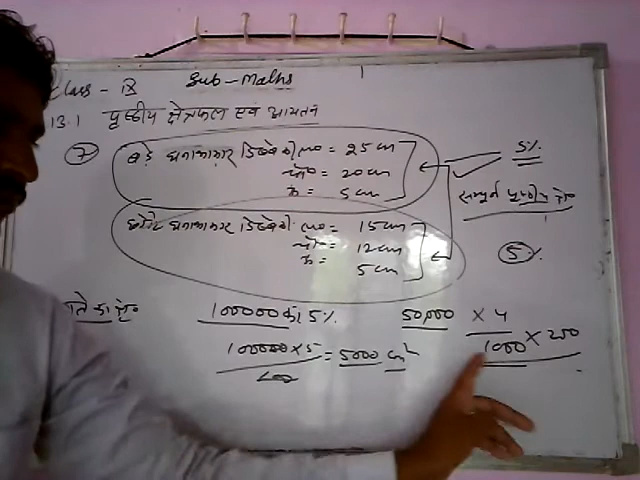 Class - IX Sub - Maths
13.1 पृष्ठीय क्षेत्रफल एवं आयतन
7 बड़े घनाकार डिब्बे की ल० = 25 cm
चौ० = 20 cm
ऊँ = 5 cm
5%
सम्पूर्ण पृष्ठीय क्षे०
छोटे घनाकार डिब्बे की ल० = 15 cm
चौ० = 12 cm
ऊँ = 5 cm
5%
100000 का 5%
100000 × 5 / 100 = 5000 cm²
50,000 × 4 / 1000 × 250